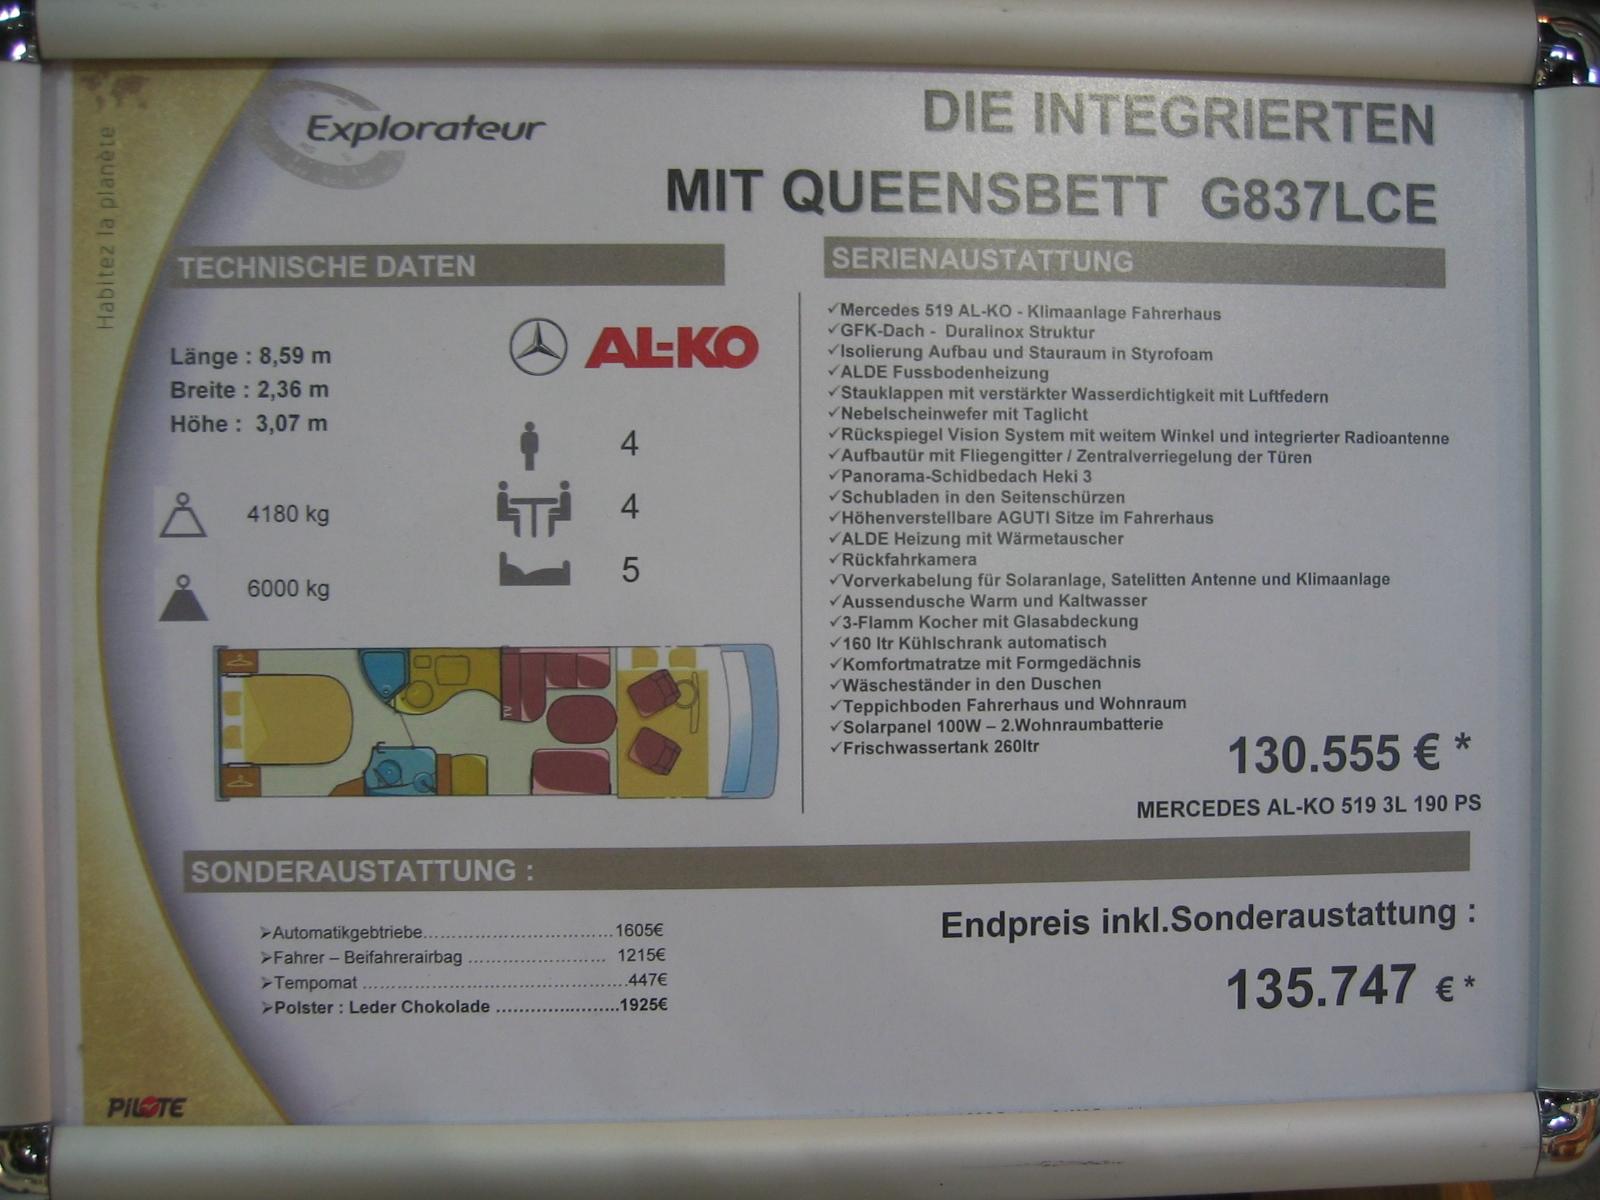 Habitez la planète
Explorateur
DIE INTEGRIERTEN
MIT QUEENSBETT G837LCE
TECHNISCHE DATEN
Länge : 8,59 m
Breite : 2,36 m
Höhe : 3,07 m
AL-KO
4
4
5
4180 kg
6000 kg
TV
SERIENAUSTATTUNG
✓Mercedes 519 AL-KO - Klimaanlage Fahrerhaus
✓GFK-Dach - Duralinox Struktur
✓Isolierung Aufbau und Stauraum in Styrofoam
✓ALDE Fussbodenheizung
✓Stauklappen mit verstärkter Wasserdichtigkeit mit Luftfedern
✓Nebelscheinwefer mit Taglicht
✓Rückspiegel Vision System mit weitem Winkel und integrierter Radioantenne
✓Aufbautür mit Fliegengitter / Zentralverriegelung der Türen
✓Panorama-Schidbedach Heki 3
✓Schubladen in den Seitenschürzen
✓Höhenverstellbare AGUTI Sitze im Fahrerhaus
✓ALDE Heizung mit Wärmetauscher
✓Rückfahrkamera
✓Vorverkabelung für Solaranlage, Satelitten Antenne und Klimaanlage
✓Aussendusche Warm und Kaltwasser
✓3-Flamm Kocher mit Glasabdeckung
✓160 ltr Kühlschrank automatisch
✓Komfortmatratze mit Formgedächnis
✓Wäscheständer in den Duschen
✓Teppichboden Fahrerhaus und Wohnraum
✓Solarpanel 100W – 2.Wohnraumbatterie
✓Frischwassertank 260ltr
130.555 € *
MERCEDES AL-KO 519 3L 190 PS
SONDERAUSTATTUNG :
➢Automatikgebtriebe..............................1605€
➢Fahrer – Beifahrerairbag ...................... 1215€
➢Tempomat ..........................................447€
➢Polster : Leder Chokolade .....................1925€
Endpreis inkl.Sonderaustattung :
135.747 € *
PILOTE